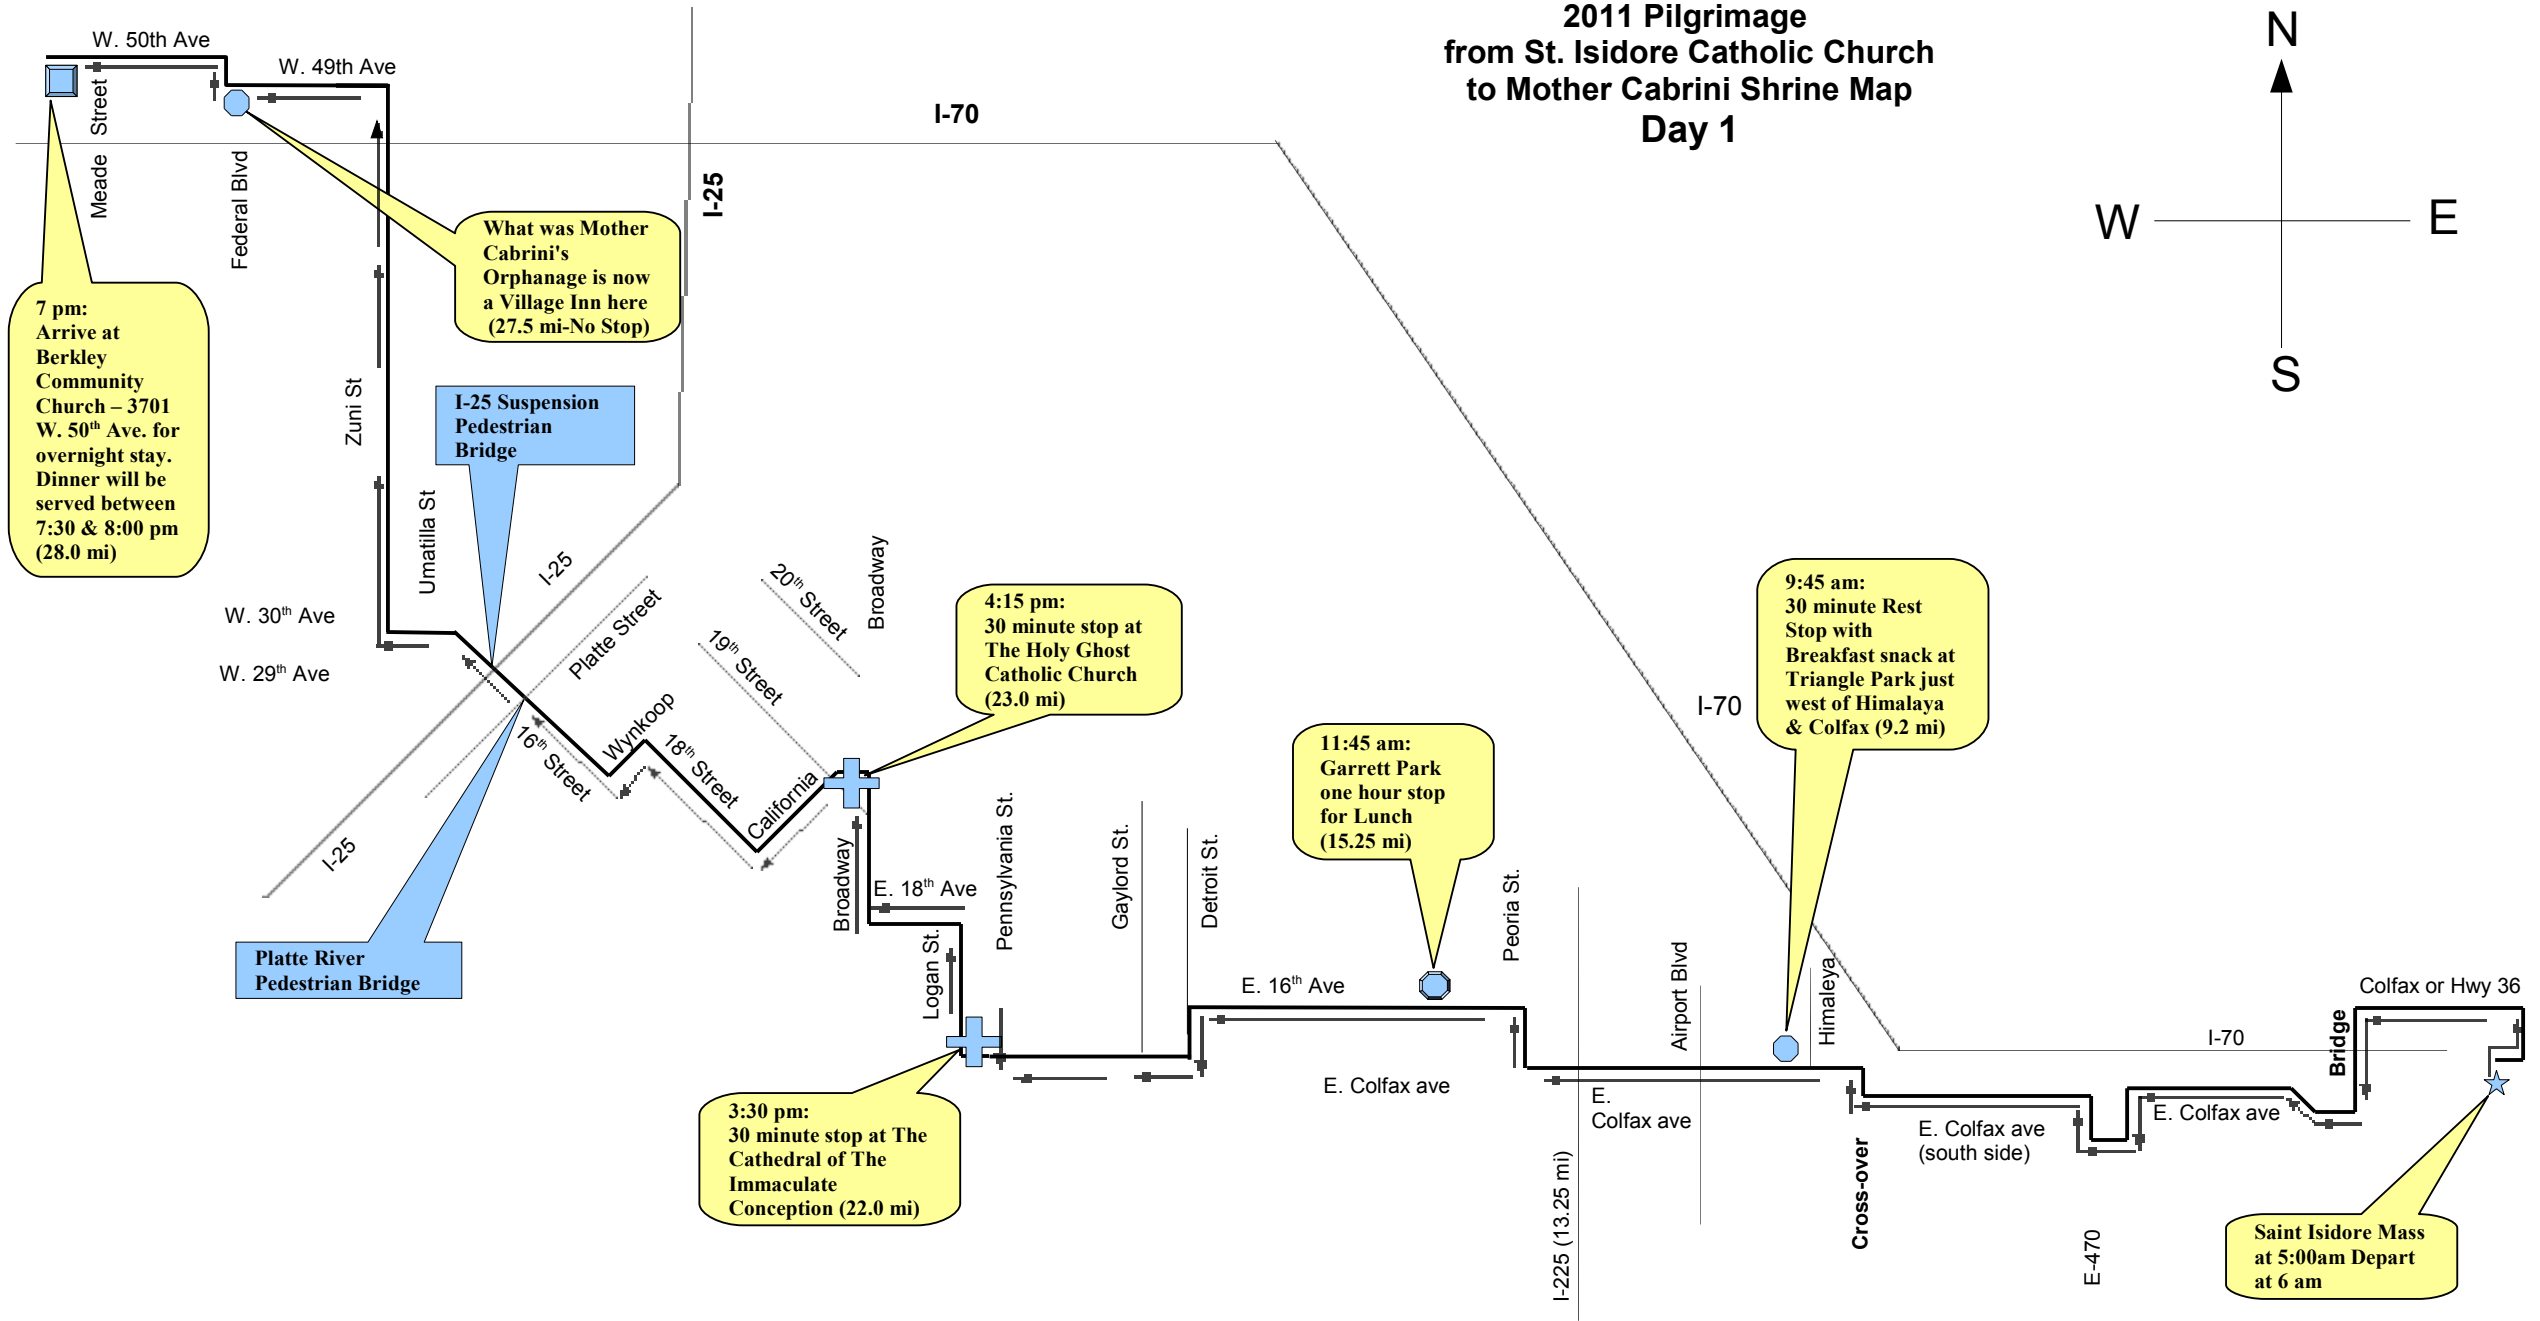 2011 Pilgrimage
from St. Isidore Catholic Church
to Mother Cabrini Shrine Map
Day 1
N
W
E
S
W. 50th Ave
W. 49th Ave
Meade Street
Federal Blvd
I-70
I-25
What was Mother
Cabrini's
Orphanage is now
a Village Inn here
(27.5 mi-No Stop)
7 pm:
Arrive at
Berkley
Community
Church – 3701
W. 50th Ave. for
overnight stay.
Dinner will be
served between
7:30 & 8:00 pm
(28.0 mi)
Zuni St
I-25 Suspension
Pedestrian
Bridge
Umatilla St
I-25
W. 30th Ave
W. 29th Ave
Platte Street
20th Street
19th Street
Broadway
4:15 pm:
30 minute stop at
The Holy Ghost
Catholic Church
(23.0 mi)
9:45 am:
30 minute Rest
Stop with
Breakfast snack at
Triangle Park just
west of Himalaya
& Colfax (9.2 mi)
I-70
16th Street
Wynkoop
18th Street
California
11:45 am:
Garrett Park
one hour stop
for Lunch
(15.25 mi)
I-25
Broadway
E. 18th Ave
Pennsylvania St.
Gaylord St.
Detroit St.
Peoria St.
Platte River
Pedestrian Bridge
Logan St.
E. 16th Ave
Airport Blvd
Himaleya
Colfax or Hwy 36
I-70
Bridge
E. Colfax ave
E.
Colfax ave
E. Colfax ave
(south side)
E. Colfax ave
3:30 pm:
30 minute stop at The
Cathedral of The
Immaculate
Conception (22.0 mi)
I-225 (13.25 mi)
Cross-over
E-470
Saint Isidore Mass
at 5:00am Depart
at 6 am